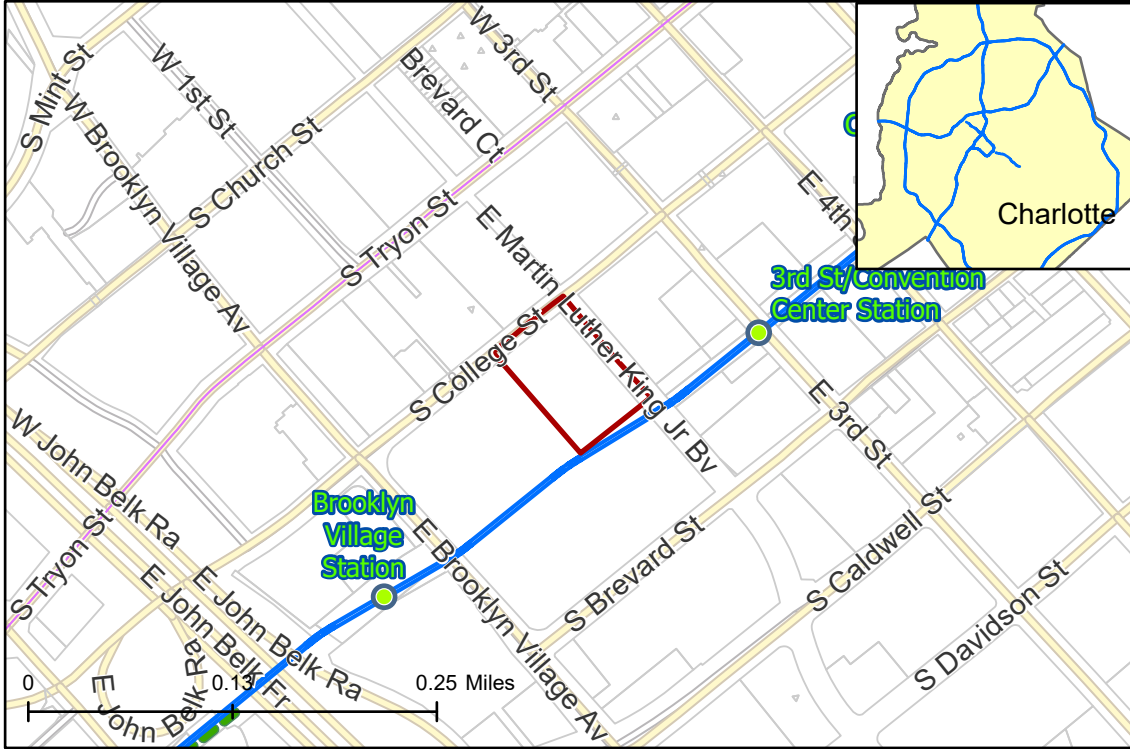 S Mint St
W 1st St
W Brooklyn Village Av
S Church St
Brevard Ct
W 3rd St
S Tryon St
E Martin Luther King Jr Bv
E 4th
C
Charlotte
3rd St/Convention
Center Station
S College St
E 3rd St
W John Belk Ra
S Tryon St
Brooklyn
Village
Station
E Brooklyn Village Av
S Brevard St
S Caldwell St
S Davidson St
E John Belk Ra
E John Belk Fr
E John Belk Ra
0
0.13
0.25 Miles